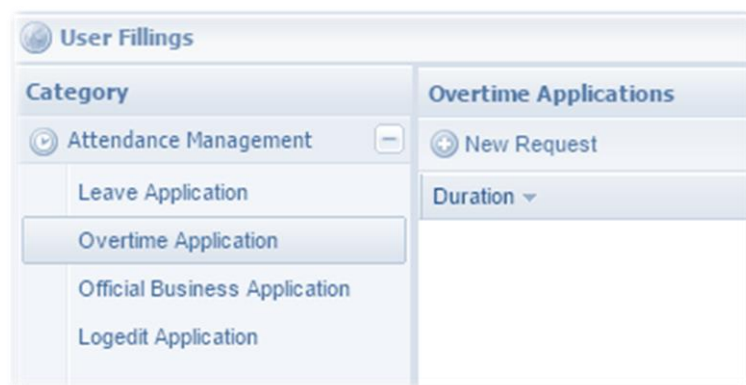 User Fillings
Category
Attendance Management
Leave Application
Overtime Application
Official Business Application
Logedit Application
Overtime Applications
New Request
Duration